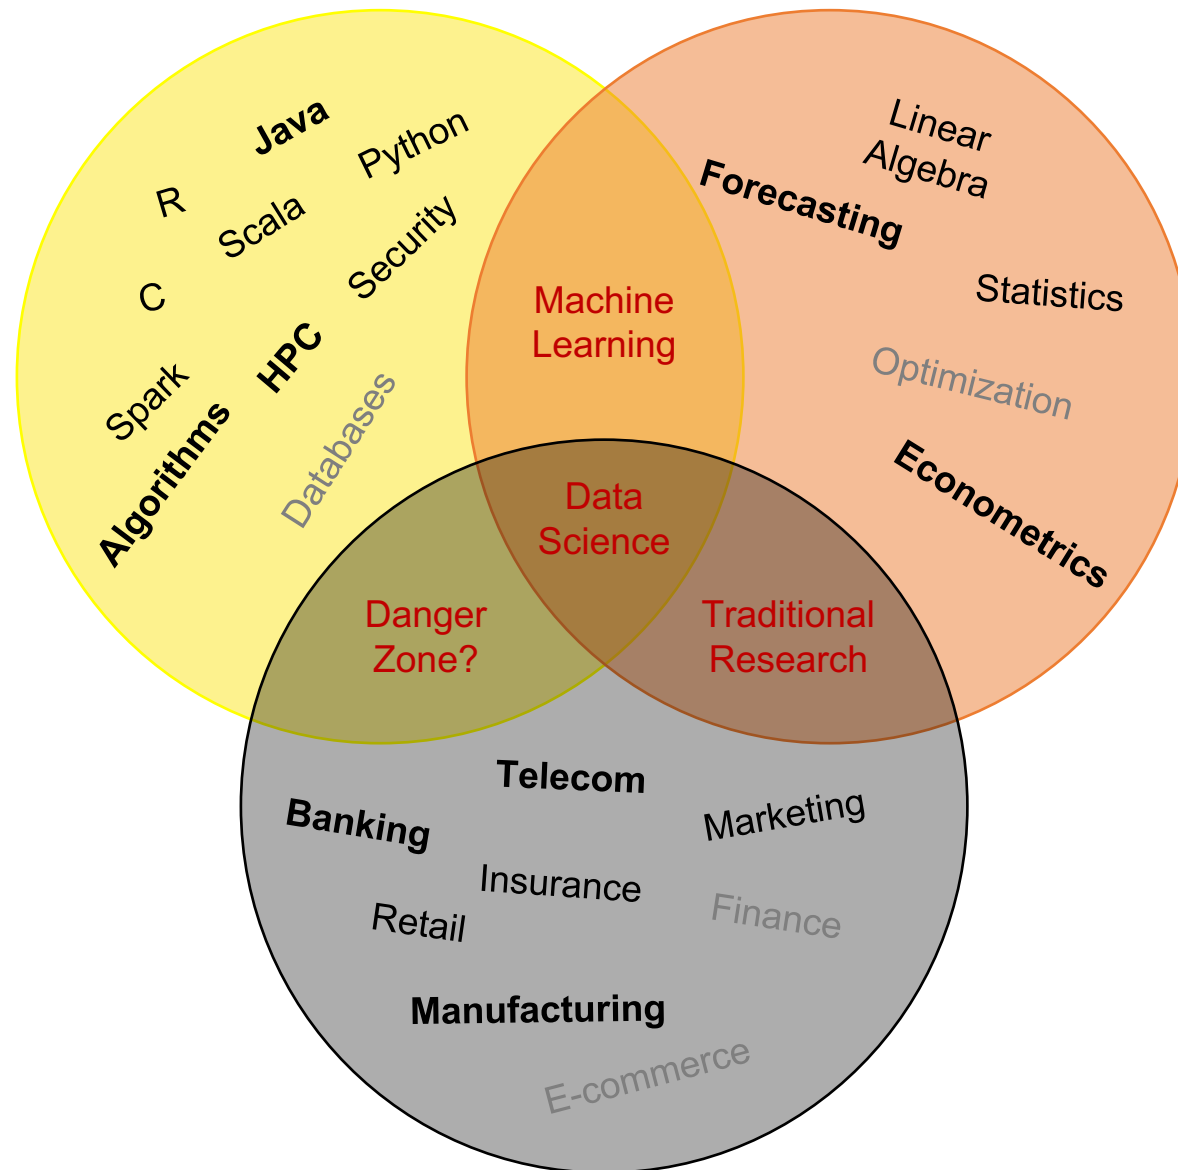 Java
Python
R
Scala
Security
C
HPC
Spark
Algorithms
Databases
Linear
Algebra
Forecasting
Statistics
Optimization
Econometrics
Machine
Learning
Data
Science
Danger
Zone?
Traditional
Research
Telecom
Banking
Marketing
Insurance
Retail
Finance
Manufacturing
E-commerce